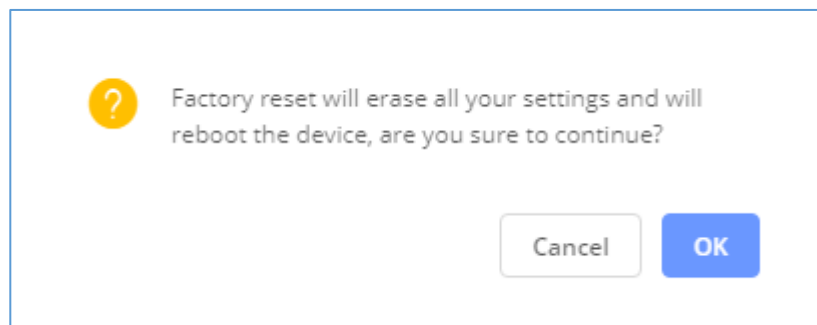 Factory reset will erase all your settings and will
reboot the device, are you sure to continue?
Cancel OK